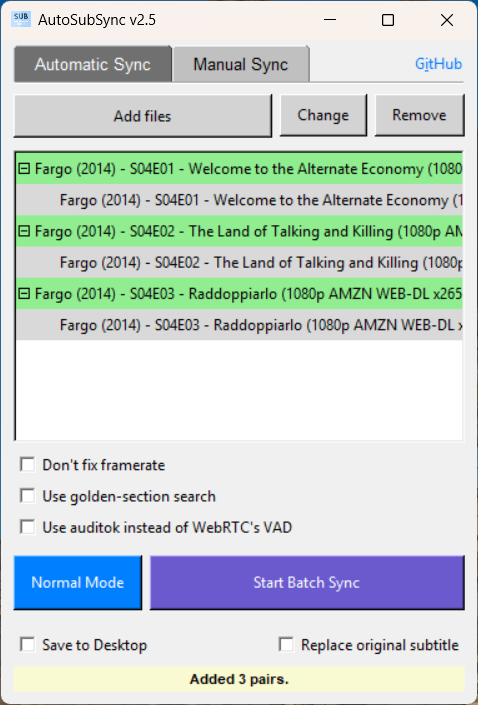 SUB AutoSubSync v2.5
Automatic Sync Manual Sync GitHub
Add files Change Remove
Fargo (2014) - S04E01 - Welcome to the Alternate Economy (1080
Fargo (2014) - S04E01 - Welcome to the Alternate Economy (1
Fargo (2014) - S04E02 - The Land of Talking and Killing (1080p AM
Fargo (2014) - S04E02 - The Land of Talking and Killing (1080p
Fargo (2014) - S04E03 - Raddoppiarlo (1080p AMZN WEB-DL x265
Fargo (2014) - S04E03 - Raddoppiarlo (1080p AMZN WEB-DL x
Don't fix framerate
Use golden-section search
Use auditok instead of WebRTC's VAD
Normal Mode Start Batch Sync
Save to Desktop Replace original subtitle
Added 3 pairs.